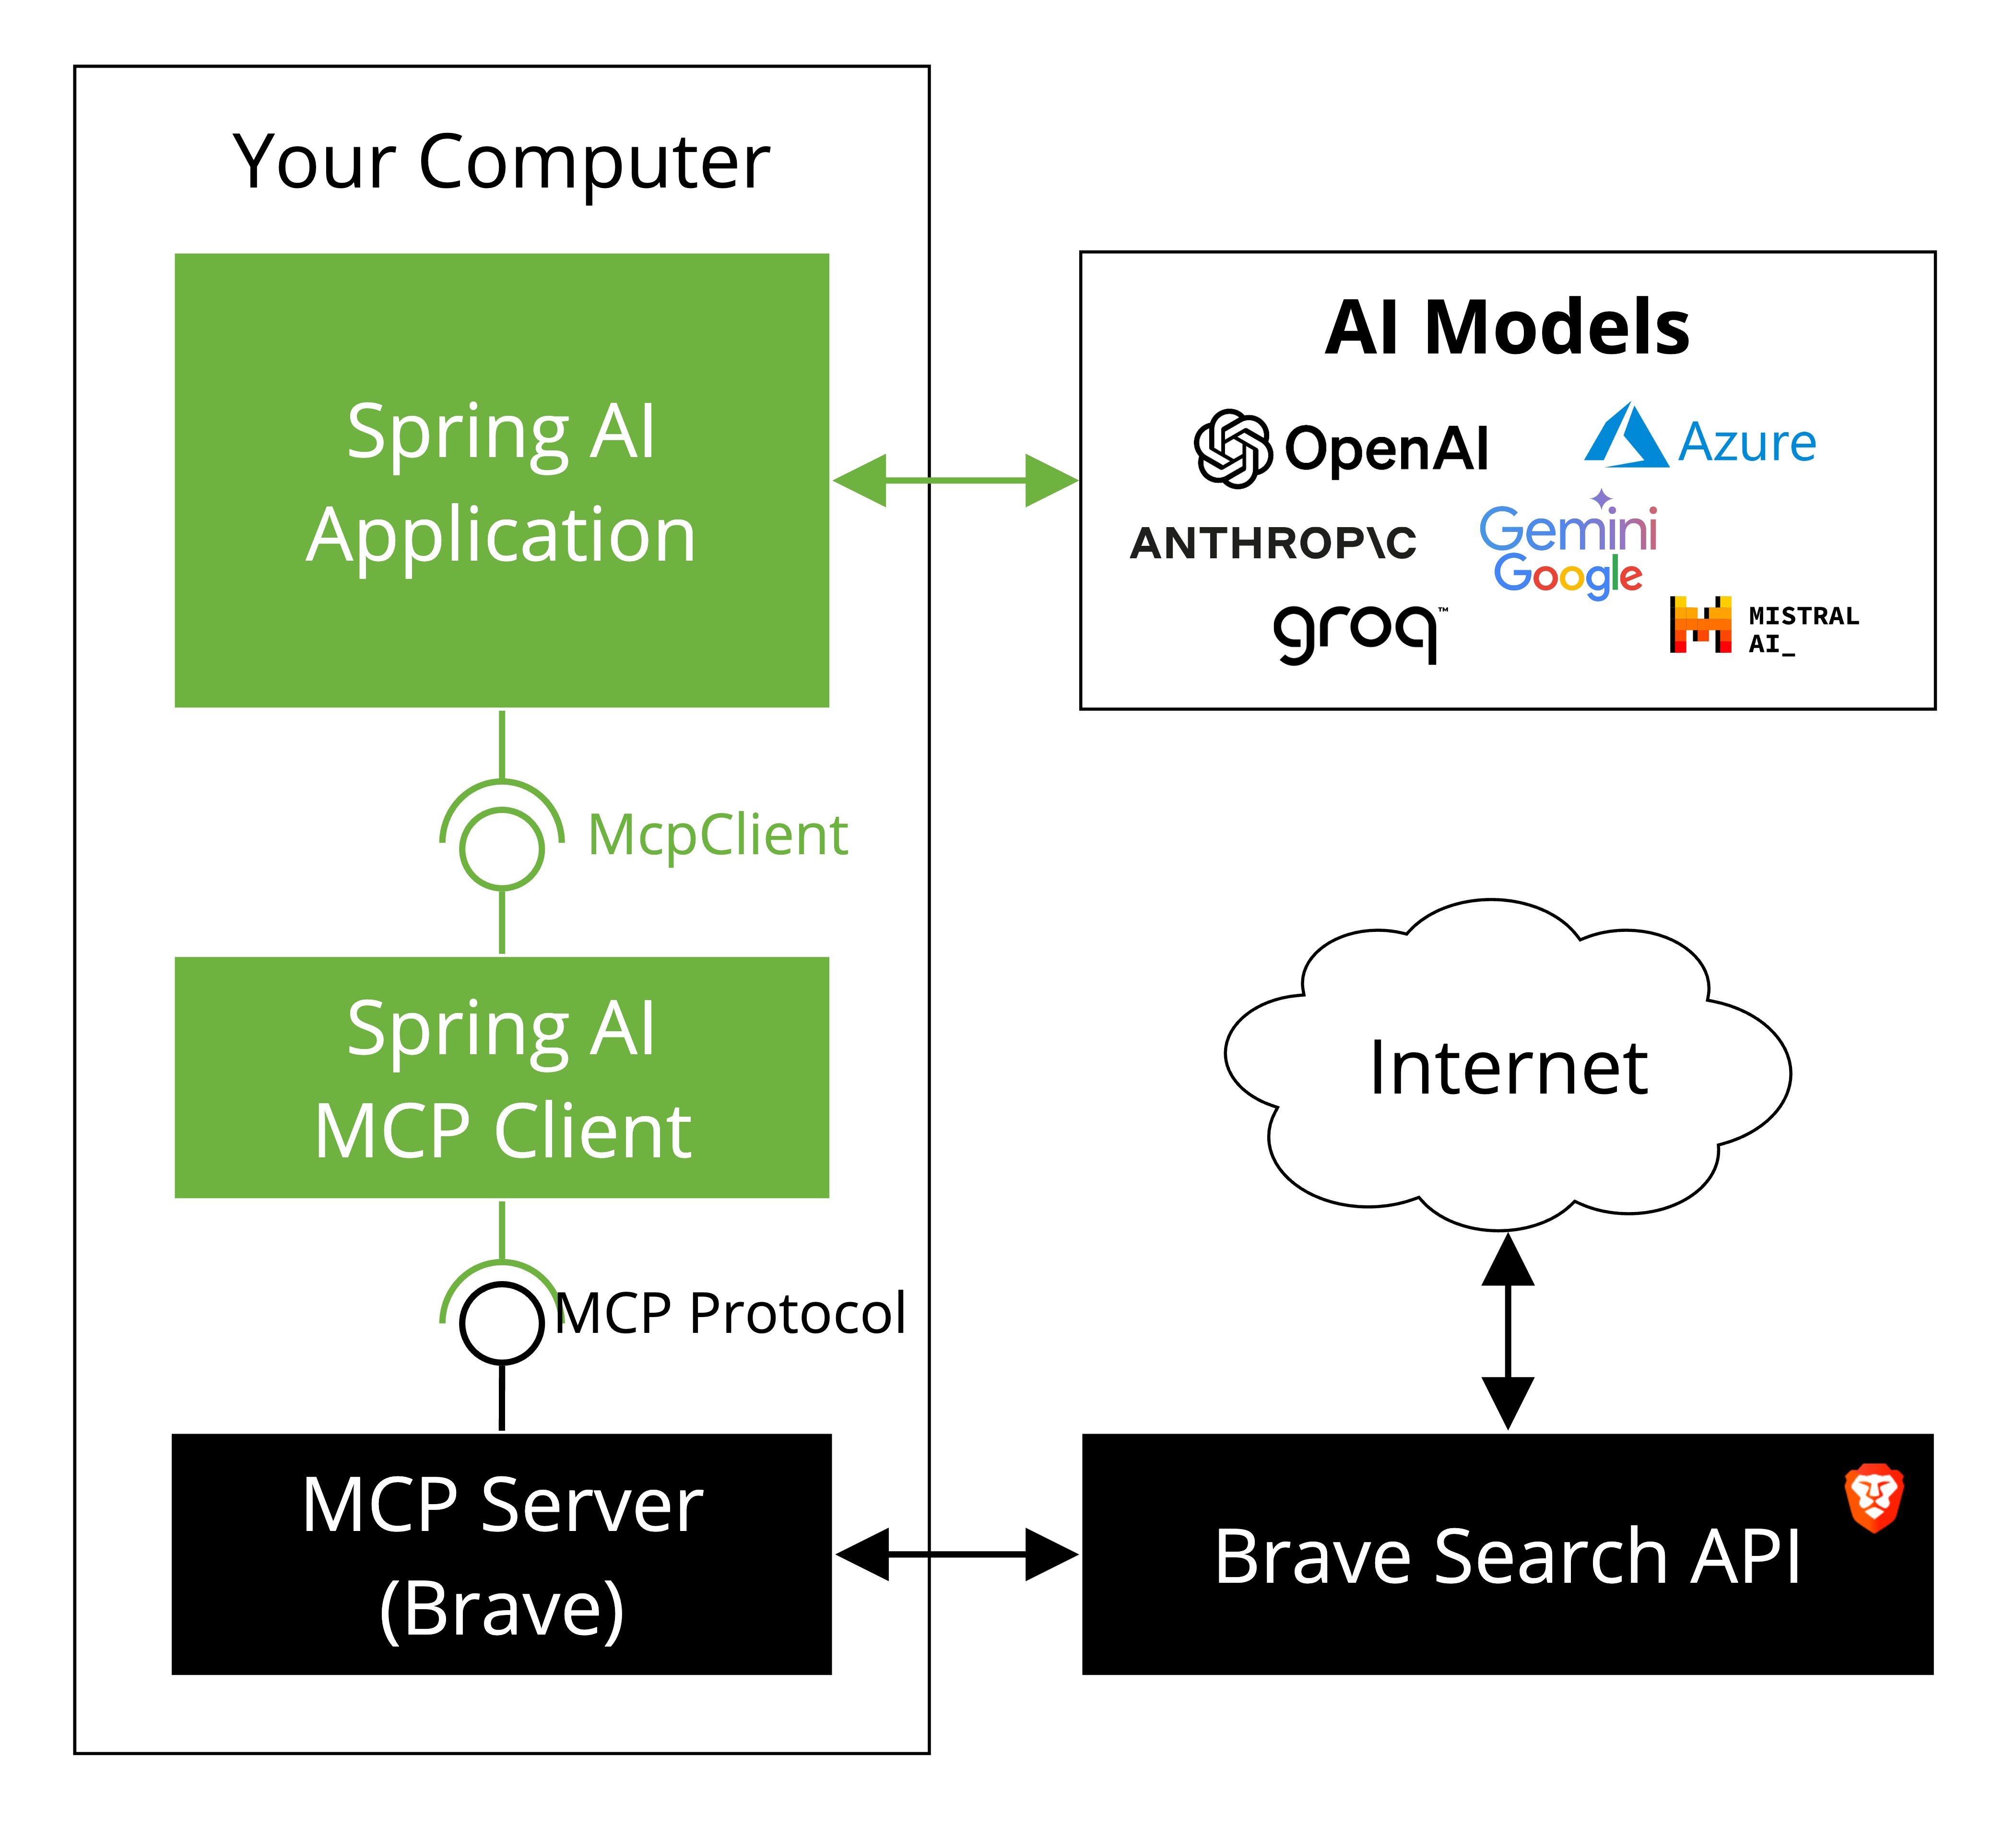 Your Computer
Spring AI
Application
McpClient
Spring AI
MCP Client
MCP Protocol
MCP Server
(Brave)
AI Models
OpenAI
Azure
ANTHROP\C
Gemini
Google
groq™
MISTRAL
AI_
Internet
Brave Search API